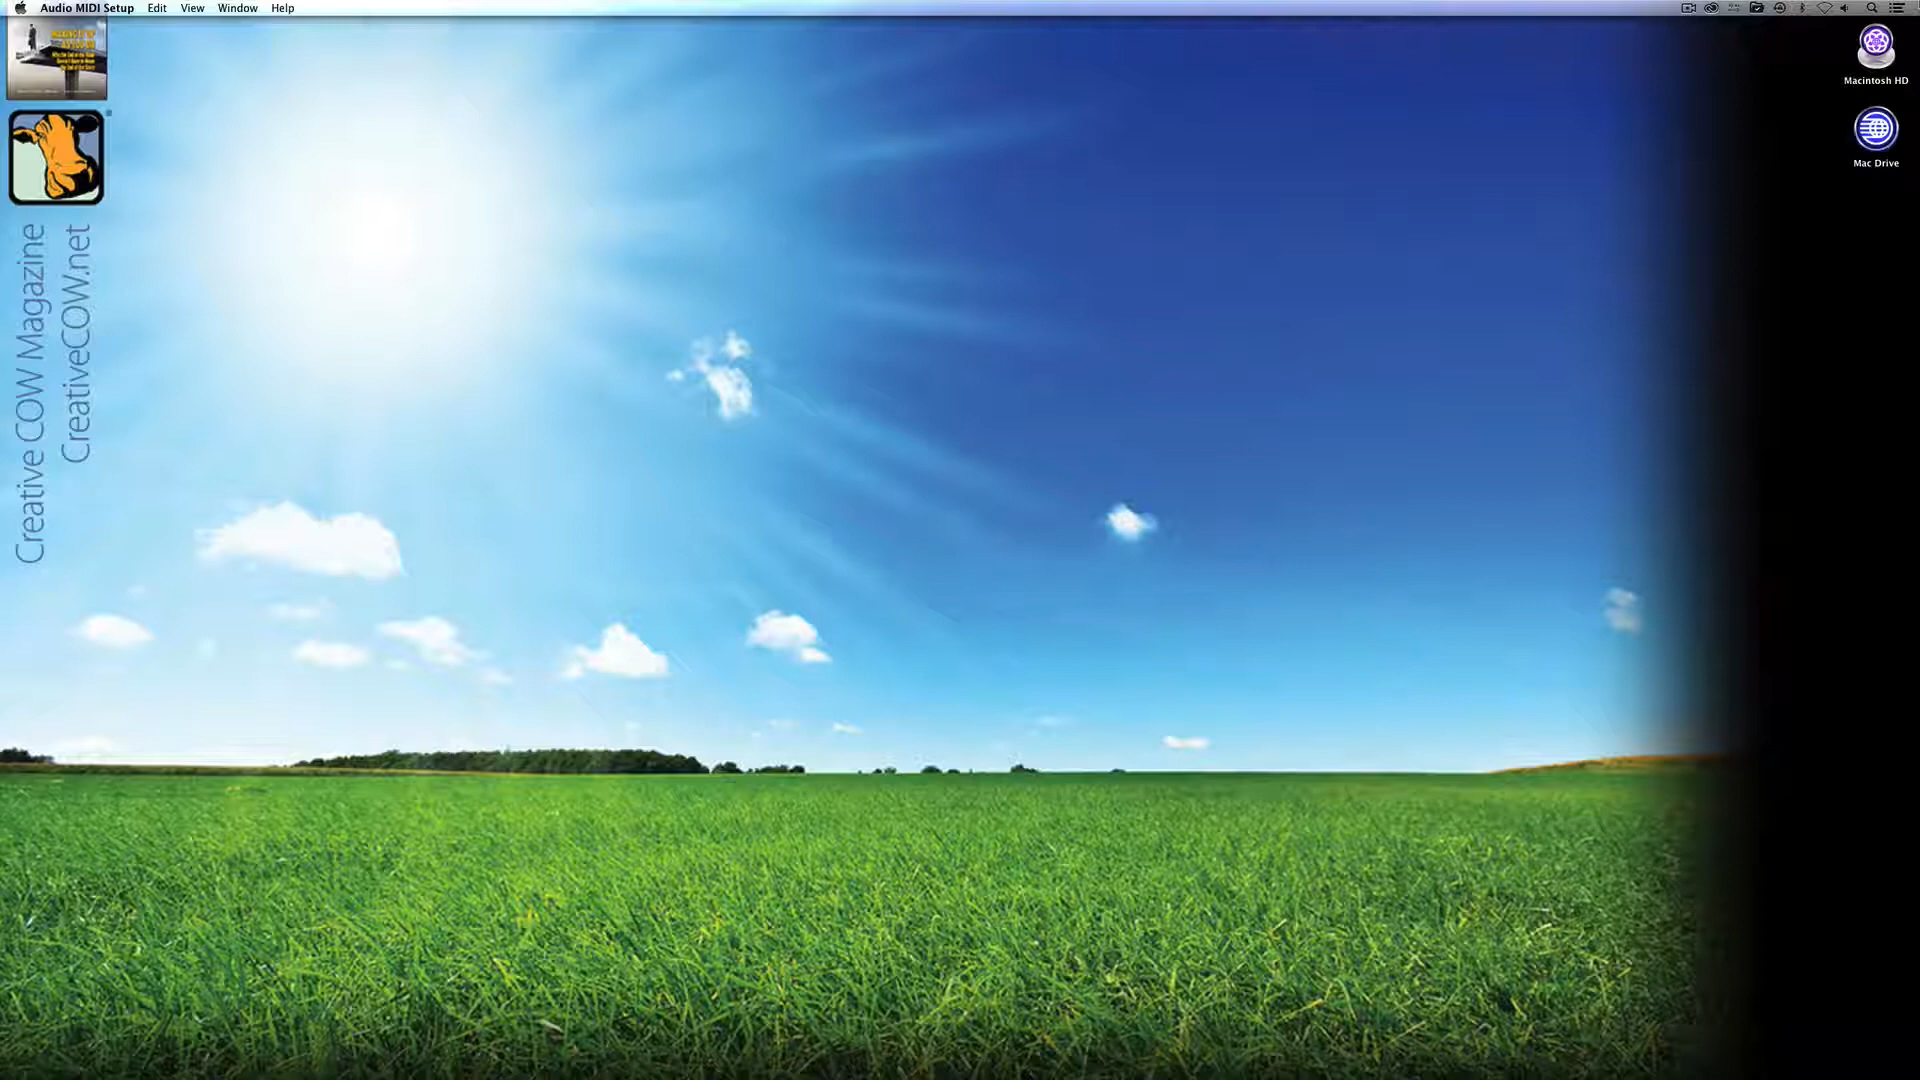 Audio MIDI Setup Edit View Window Help
Macintosh HD
Mac Drive
Creative COW Magazine
CreativeCOW.net